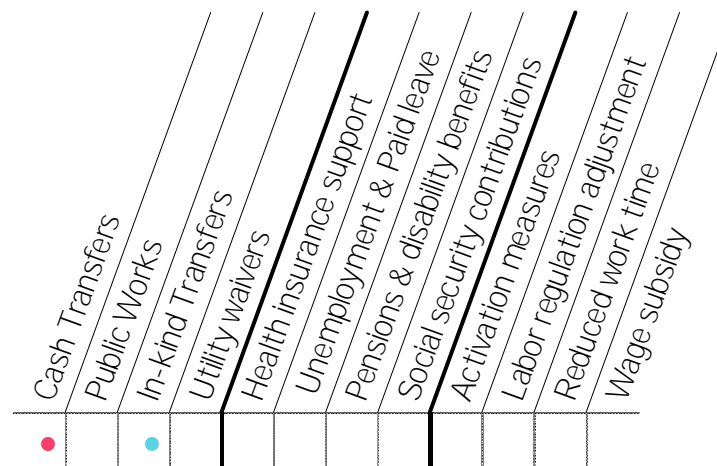 Cash Transfers
Public Works
In-Kind Transfers
Utility waivers
Health insurance support
Unemployment & Paid leave
Pensions & disability benefits
Social security contributions
Activation measures
Labor regulation adjustment
Reduced work time
Wage subsidy